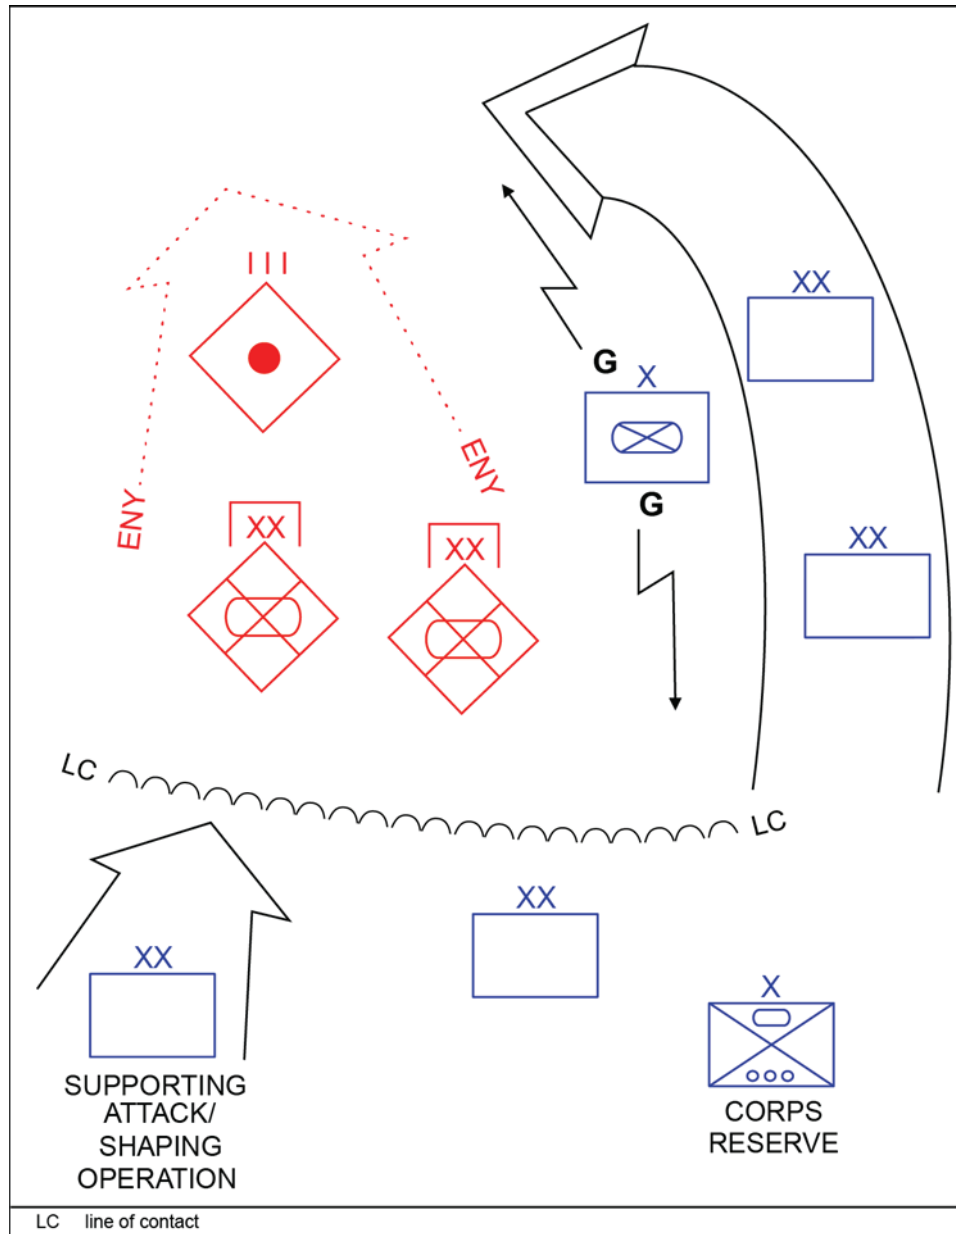 III
XX
G
X
ENY
G
ENY
XX
XX
XX
LC
LC
XX
XX
X
SUPPORTING
ATTACK/
SHAPING
OPERATION
CORPS
RESERVE
LC line of contact